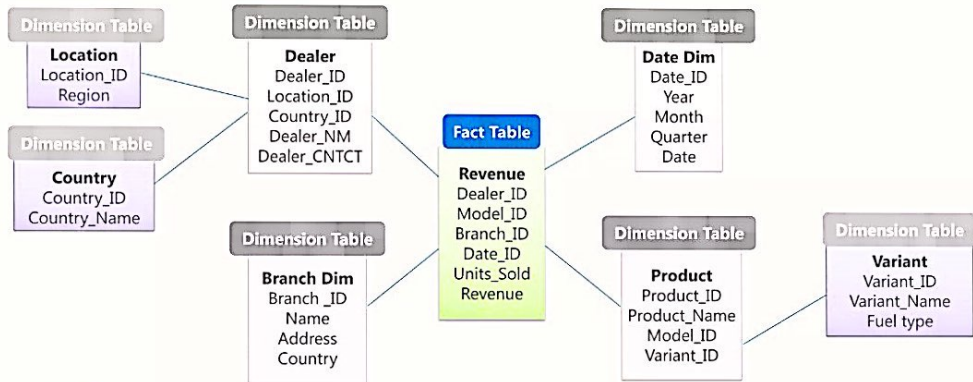 Dimension Table
Location
Location_ID
Region
Dimension Table
Country
Country_ID
Country_Name
Dimension Table
Dealer
Dealer_ID
Location_ID
Country_ID
Dealer_NM
Dealer_CNTCT
Dimension Table
Branch Dim
Branch _ID
Name
Address
Country
Fact Table
Revenue
Dealer_ID
Model_ID
Branch_ID
Date_ID
Units_Sold
Revenue
Dimension Table
Date Dim
Date_ID
Year
Month
Quarter
Date
Dimension Table
Product
Product_ID
Product_Name
Model_ID
Variant_ID
Dimension Table
Variant
Variant_ID
Variant_Name
Fuel type